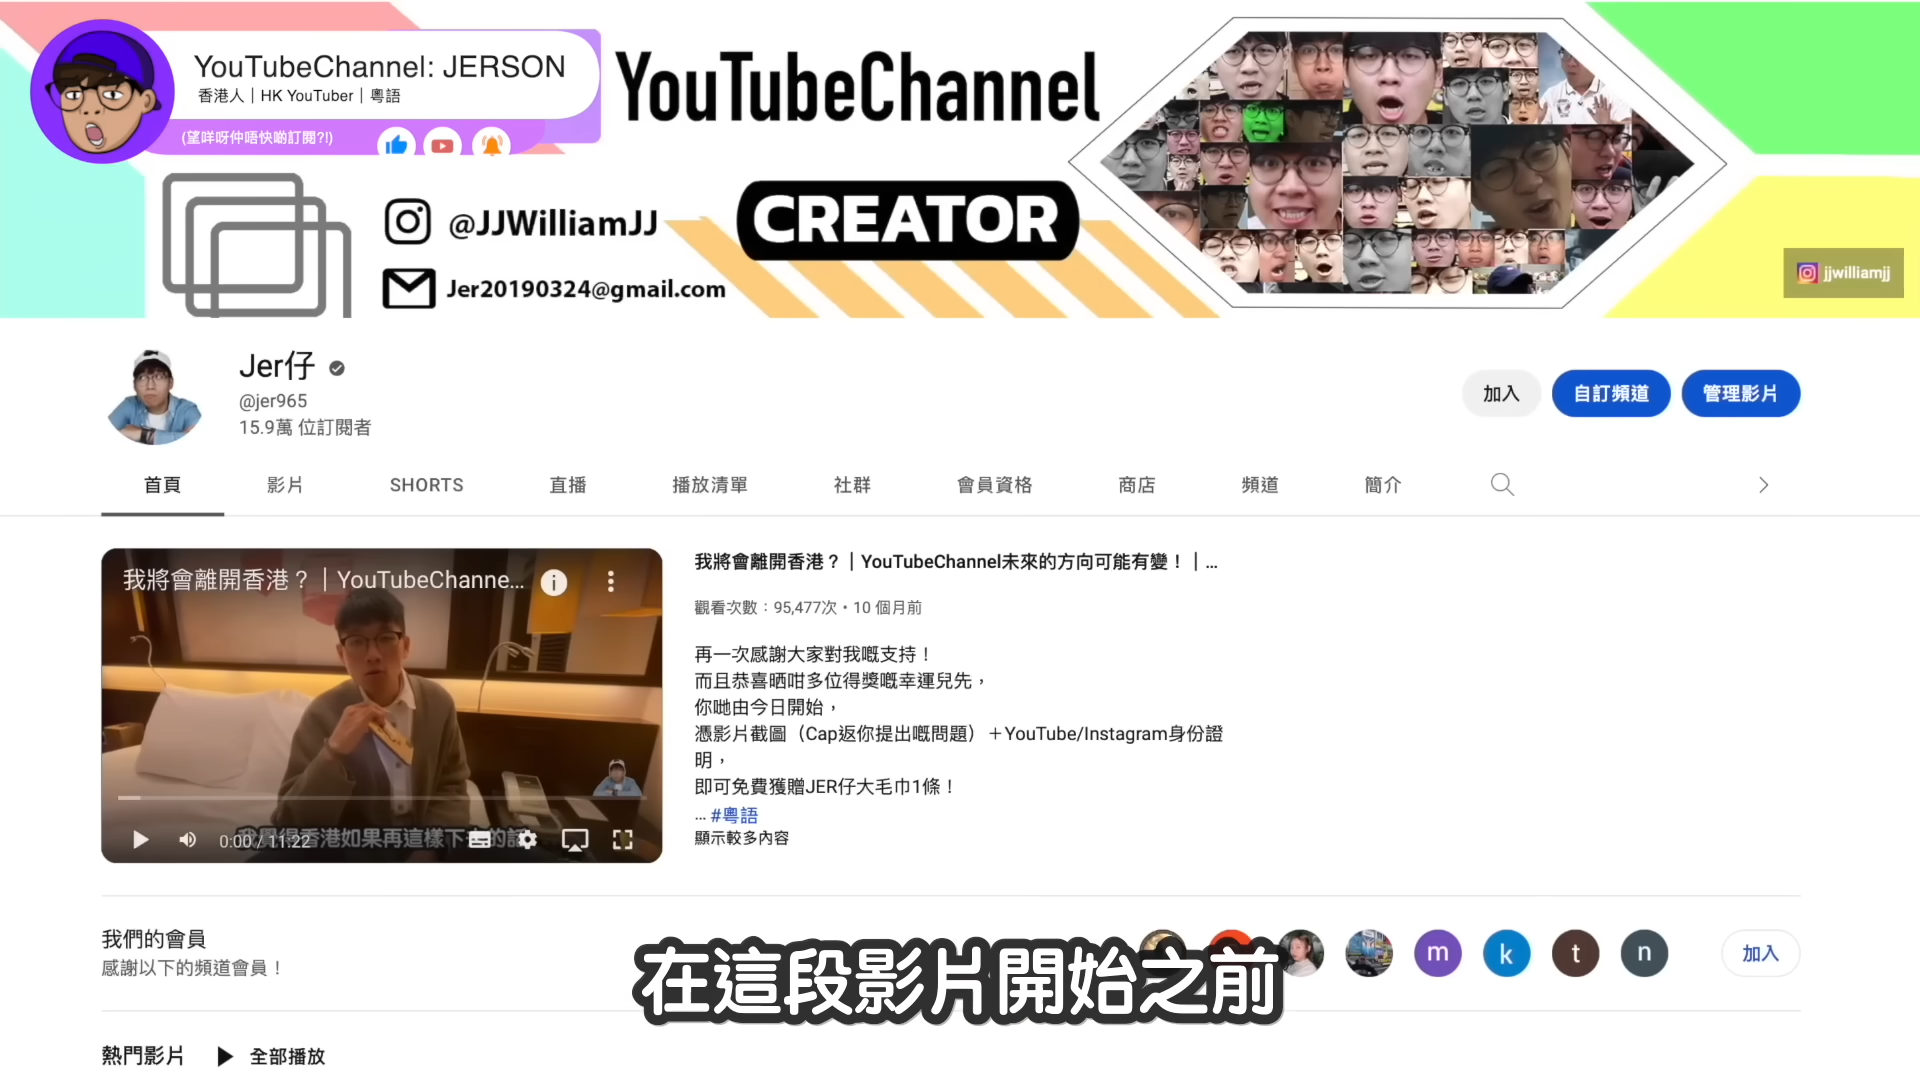 YouTubeChannel: JERSON
香港人｜HK YouTuber｜粵語
(望咩呀仲唔快啲訂閱?!)
YouTubeChannel
CREATOR
@JJWilliamJJ
Jer20190324@gmail.com
jjwilliamjj
Jer仔
@jer965
15.9萬 位訂閱者
加入
自訂頻道
管理影片
首頁
影片
SHORTS
直播
播放清單
社群
會員資格
商店
頻道
簡介
我將會離開香港？｜YouTubeChanne...
0:00 / 11:22
我將會離開香港？｜YouTubeChannel未來的方向可能有變！｜...
觀看次數：95,477次・10 個月前
再一次感謝大家對我嘅支持！
而且恭喜晒咁多位得獎嘅幸運兒先，
你哋由今日開始，
憑影片截圖（Cap返你提出嘅問題）＋YouTube/Instagram身份證
明，
即可免費獲贈JER仔大毛巾1條！
... #粵語
顯示較多內容
我們的會員
感謝以下的頻道會員！
m
k
t
n
加入
在這段影片開始之前
熱門影片
全部播放